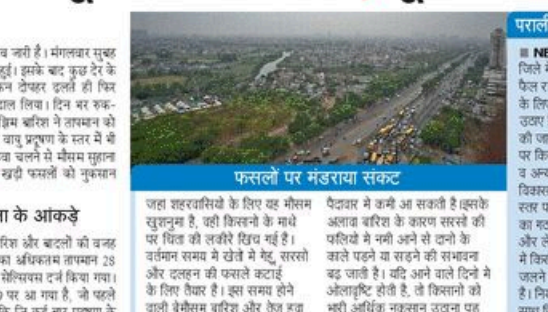 व जारी है। मंगलवार सुबह
हुई। इसके बाद कुछ देर के
दोपहर ढलते ही फिर
डाल लिया। दिन भर रुक-
बारिश ने तापमान को
वायु प्रदूषण के स्तर में भी
चलने से मौसम सुहाना
खड़ी फसलों को नुकसान
के आंकड़े
और बादलों की वजह
का अधिकतम तापमान 28
सेल्सियस दर्ज किया गया।
पर आ गया है, जो पहले
फसलों पर मंडराया संकट
जहां शहरवासियो के लिए यह मौसम
खुशनुमा है, वही किसानो के माथे
पर चिंता की लकीरे खिंच गई है।
वर्तमान समय मे खेतो मे गेहू, सरसो
और दलहन की फसले कटाई
के लिए तैयार है। इस समय होने
वाली बेमौसम बारिश और तेज हवा
पैदावार मे कमी आ सकती है।इसके
अलावा बारिश के कारण सरसो की
फलियो मे नमी आने से दानो के
काले पडने या सड़ने की संभावना
बढ़ जाती है। यदि आने वाले दिनो मे
ओलावृष्टि होती है, तो किसानो को
भारी आर्थिक नुकसान उठाना पड़
पराली
NE
जिले में
फैल र
के लि
उठाए
की जा
पर कि
व अन्
विकास
स्तर प
का गठ
और ले
मे किस
जलने
है। नि